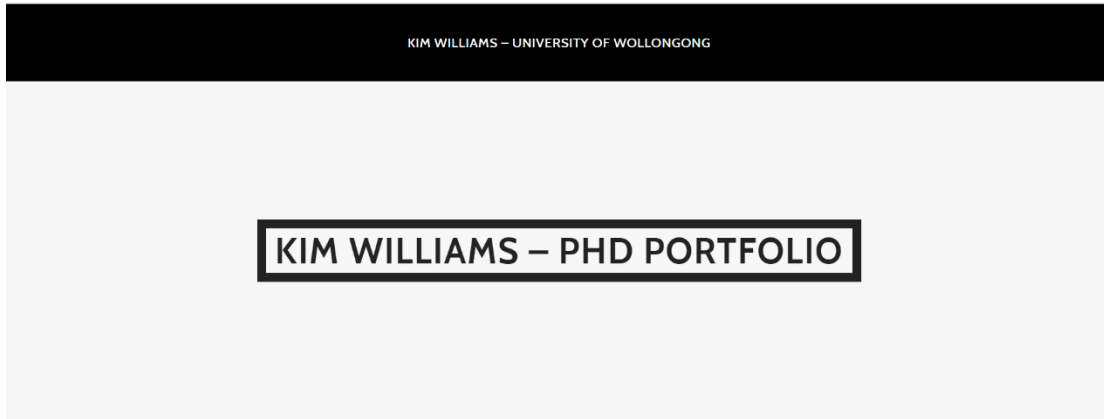 KIM WILLIAMS – UNIVERSITY OF WOLLONGONG
KIM WILLIAMS – PHD PORTFOLIO